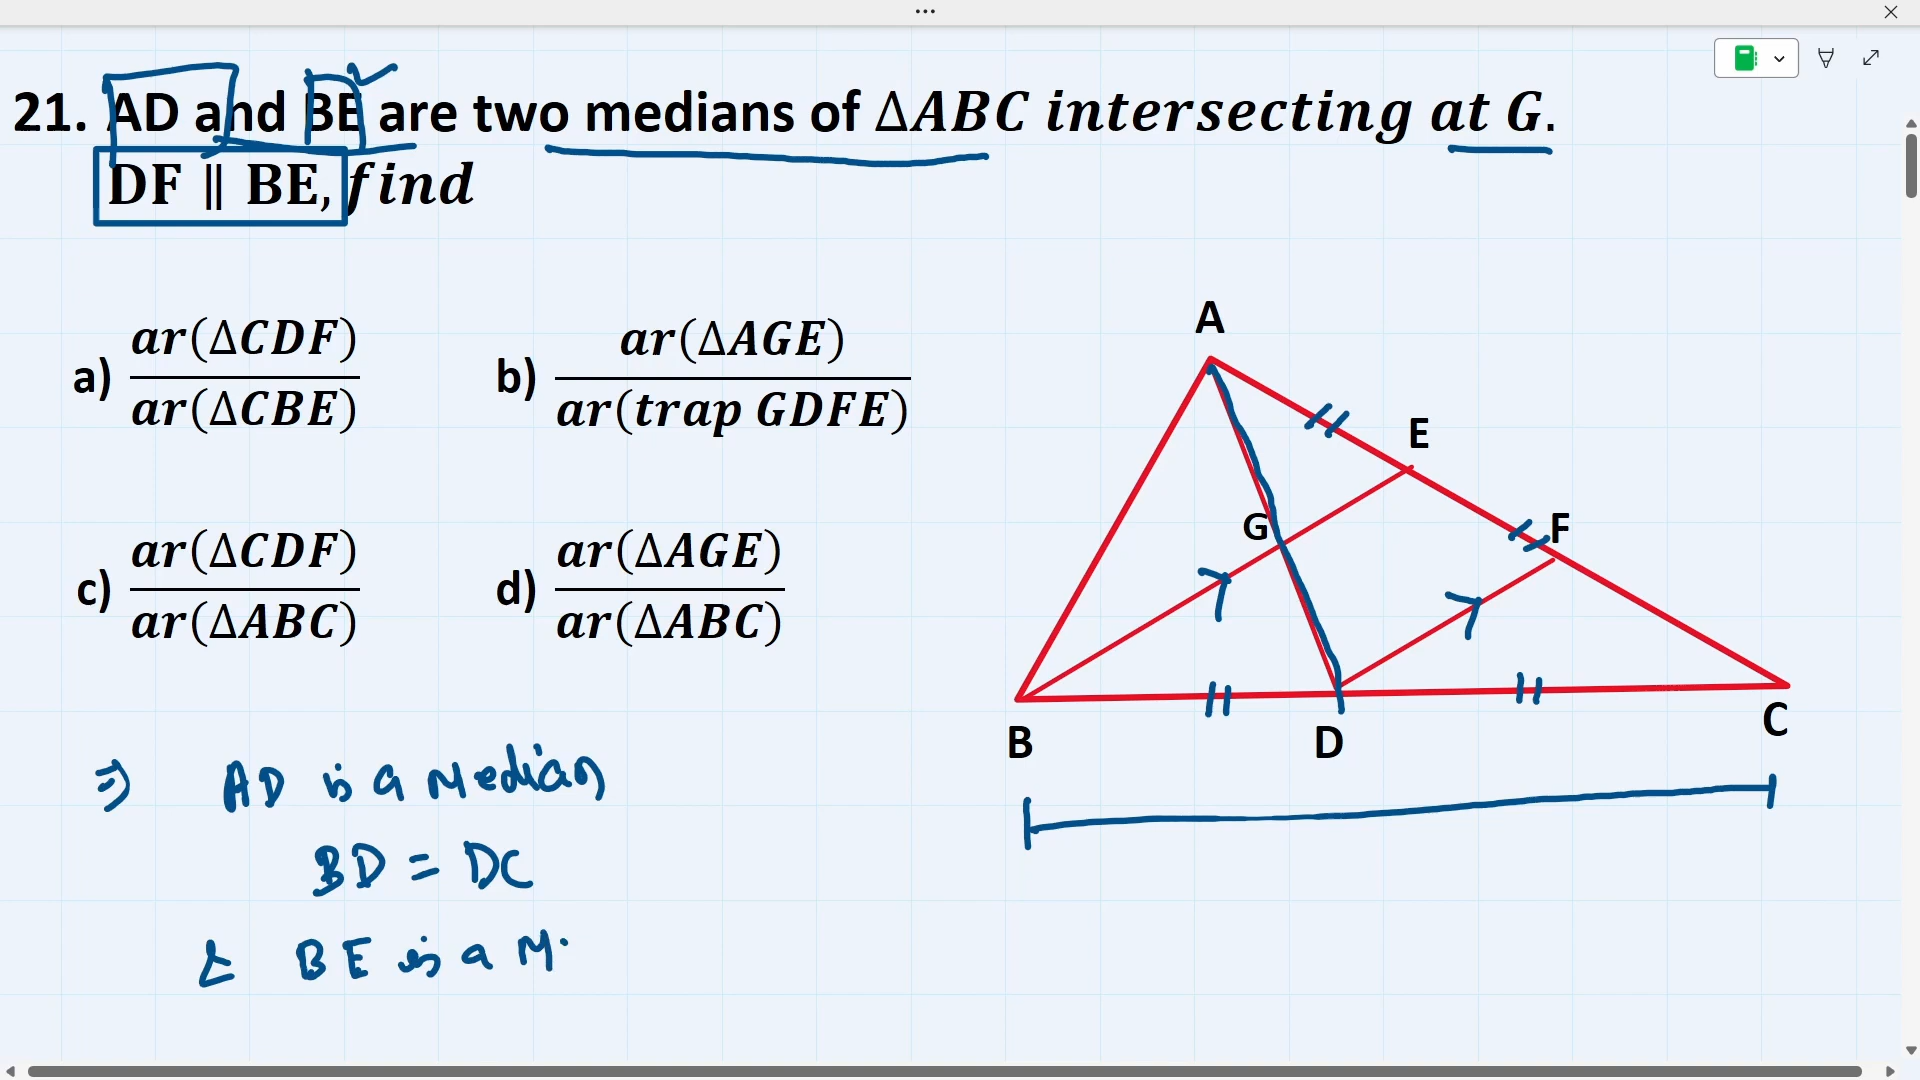 21. AD and BE are two medians of ΔABC intersecting at G.
DF ∥ BE, find
a) ar(ΔCDF) / ar(ΔCBE)
b) ar(ΔAGE) / ar(trap GDFE)
c) ar(ΔCDF) / ar(ΔABC)
d) ar(ΔAGE) / ar(ΔABC)
A
E
G
F
B
D
C
⇒ AD is a Median
BD = DC
& BE is a M.